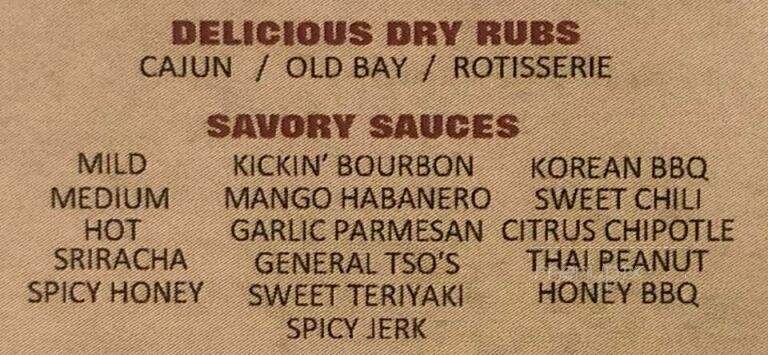 DELICIOUS DRY RUBS
CAJUN / OLD BAY / ROTISSERIE
SAVORY SAUCES
MILD KICKIN' BOURBON KOREAN BBQ
MEDIUM MANGO HABANERO SWEET CHILI
HOT GARLIC PARMESAN CITRUS CHIPOTLE
SRIRACHA GENERAL TSO'S THAI PEANUT
SPICY HONEY SWEET TERIYAKI HONEY BBQ
SPICY JERK